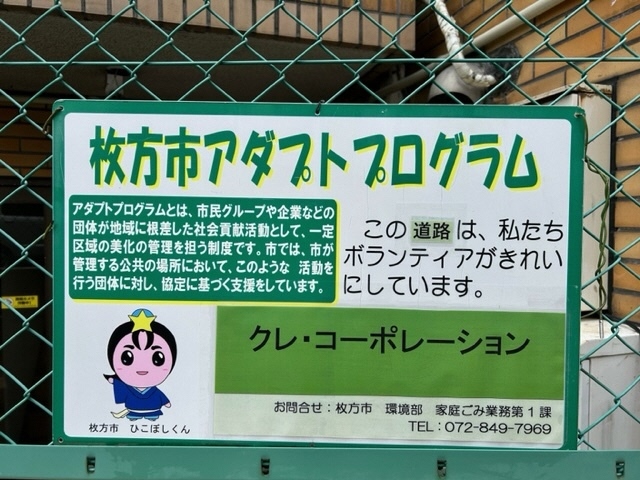 枚方市アダプトプログラム
アダプトプログラムとは、市民グループや企業などの
団体が地域に根差した社会貢献活動として、一定
区域の美化の管理を担う制度です。市では、市が
管理する公共の場所において、このような 活動を
行う団体に対し、協定に基づく支援をしています。
この 道路 は、私たち
ボランティアがきれい
にしています。
クレ・コーポレーション
お問合せ：枚方市 環境部 家庭ごみ業務第１課
TEL：072-849-7969
枚方市 ひこぼしくん